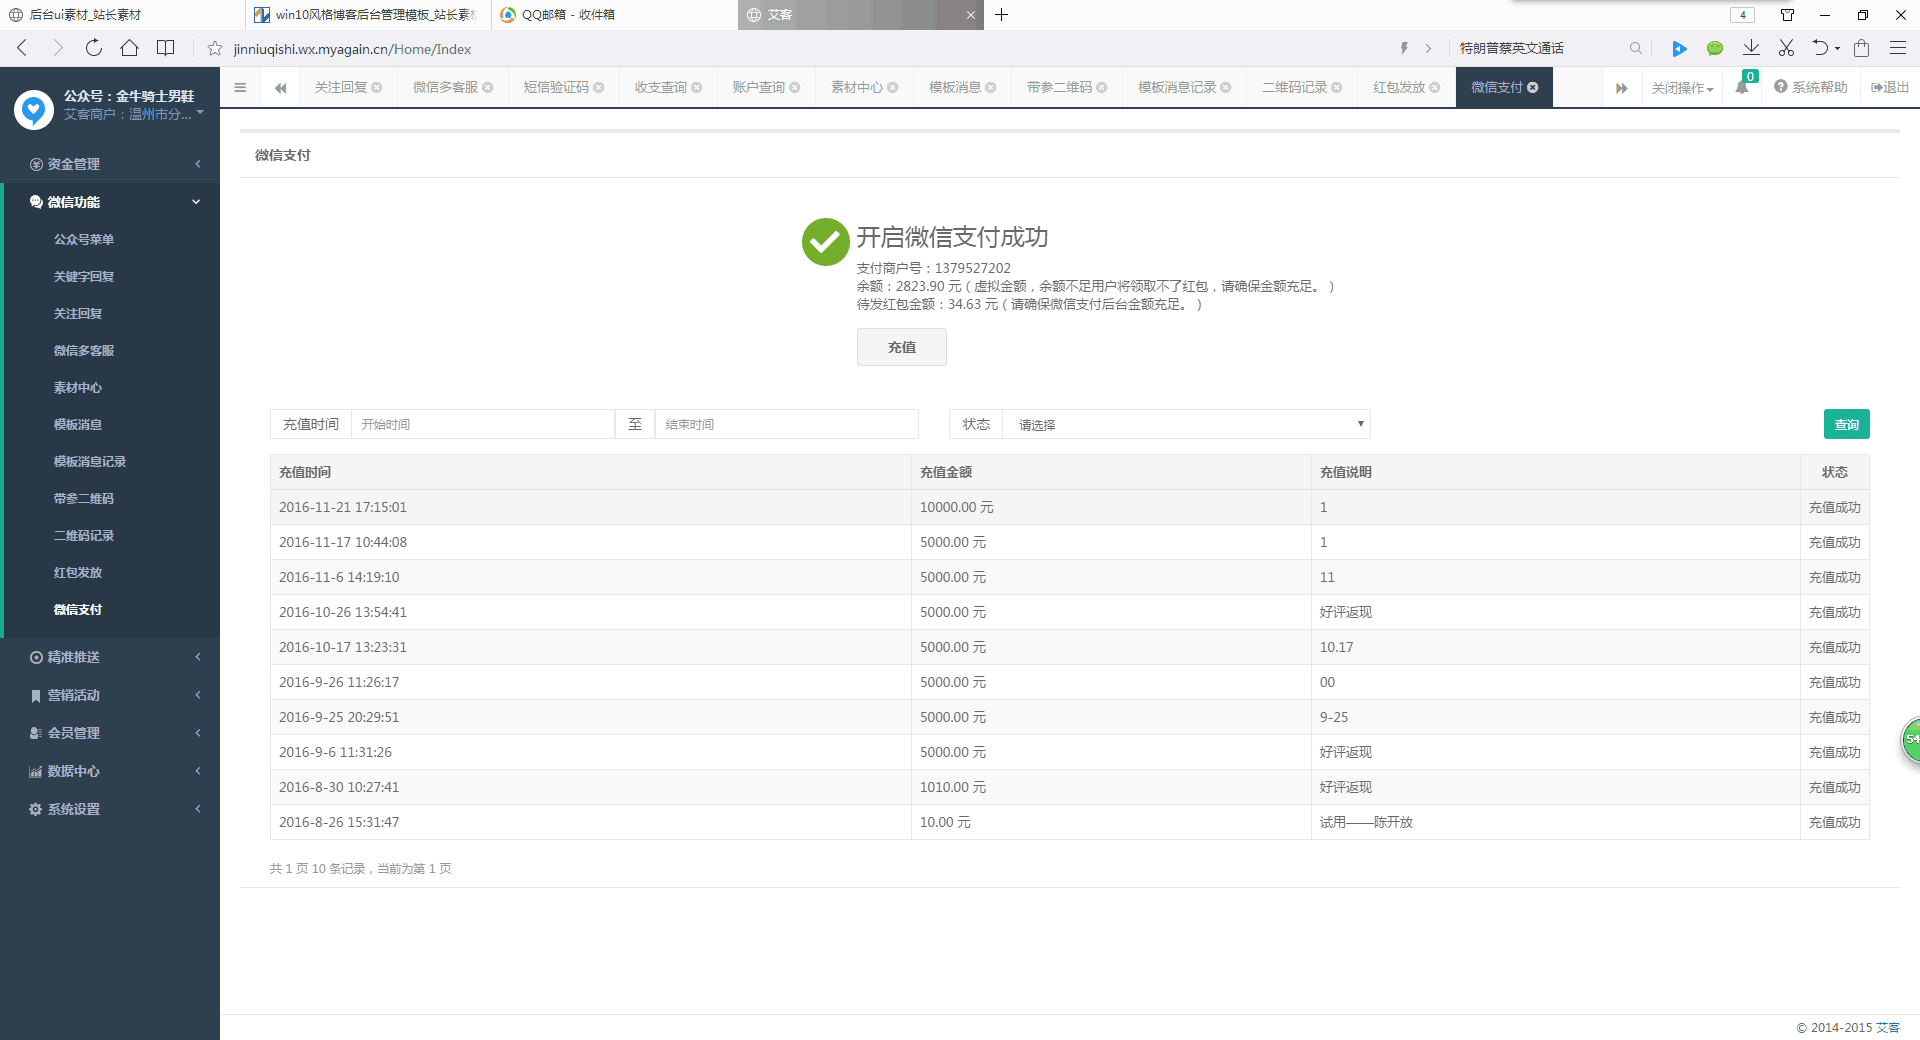 后台ui素材_站长素材
win10风格博客后台管理模板_站长素材
QQ邮箱 - 收件箱
艾客
4
jinniuqishi.wx.myagain.cn/Home/Index
特朗普蔡英文通话
公众号：金牛骑士男鞋
艾客商户：温州市分...
关注回复
微信多客服
短信验证码
收支查询
账户查询
素材中心
模板消息
带参二维码
模板消息记录
二维码记录
红包发放
微信支付
关闭操作
0
系统帮助
退出
资金管理
微信功能
公众号菜单
关键字回复
关注回复
微信多客服
素材中心
模板消息
模板消息记录
带参二维码
二维码记录
红包发放
微信支付
精准推送
营销活动
会员管理
数据中心
系统设置
微信支付
开启微信支付成功
支付商户号：1379527202
余额：2823.90 元（虚拟金额，余额不足用户将领取不了红包，请确保金额充足。）
待发红包金额：34.63 元（请确保微信支付后台金额充足。）
充值
充值时间 开始时间 至 结束时间 状态 请选择 查询
充值时间 充值金额 充值说明 状态
2016-11-21 17:15:01 10000.00 元 1 充值成功
2016-11-17 10:44:08 5000.00 元 1 充值成功
2016-11-6 14:19:10 5000.00 元 11 充值成功
2016-10-26 13:54:41 5000.00 元 好评返现 充值成功
2016-10-17 13:23:31 5000.00 元 10.17 充值成功
2016-9-26 11:26:17 5000.00 元 00 充值成功
2016-9-25 20:29:51 5000.00 元 9-25 充值成功
2016-9-6 11:31:26 5000.00 元 好评返现 充值成功
2016-8-30 10:27:41 1010.00 元 好评返现 充值成功
2016-8-26 15:31:47 10.00 元 试用——陈开放 充值成功
54
共 1 页 10 条记录，当前为第 1 页
© 2014-2015 艾客